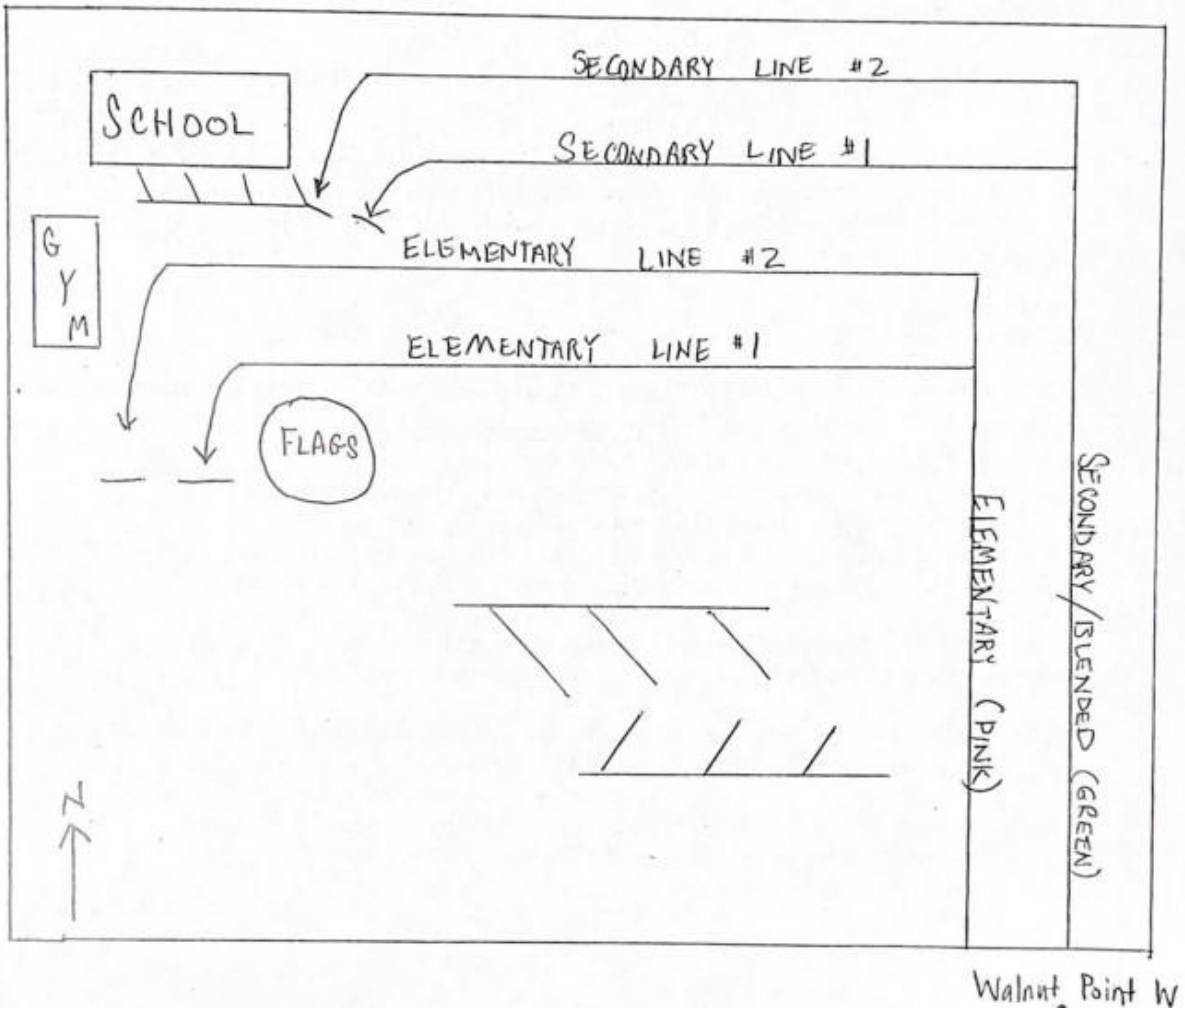 SECONDARY LINE #2
SCHOOL
SECONDARY LINE #1
GYM
ELEMENTARY LINE #2
ELEMENTARY LINE #1
FLAGS
ELEMENTARY (PINK)
SECONDARY/BLENDED (GREEN)
N
Walnut Point W